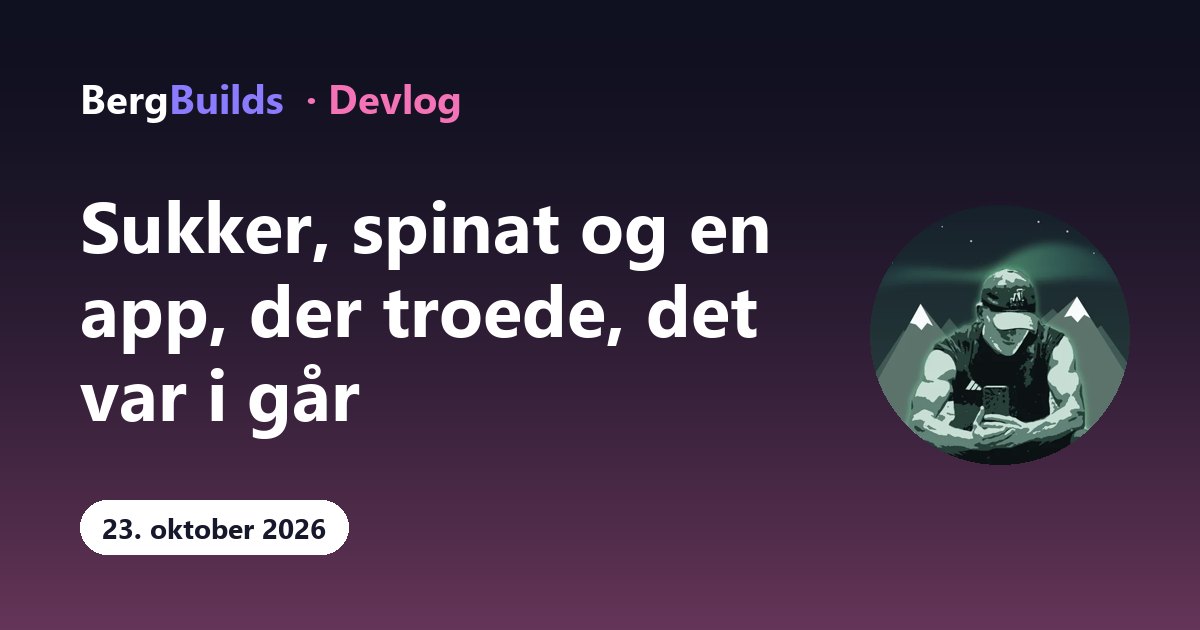 BergBuilds · Devlog
Sukker, spinat og en
app, der troede, det
var i går
23. oktober 2026